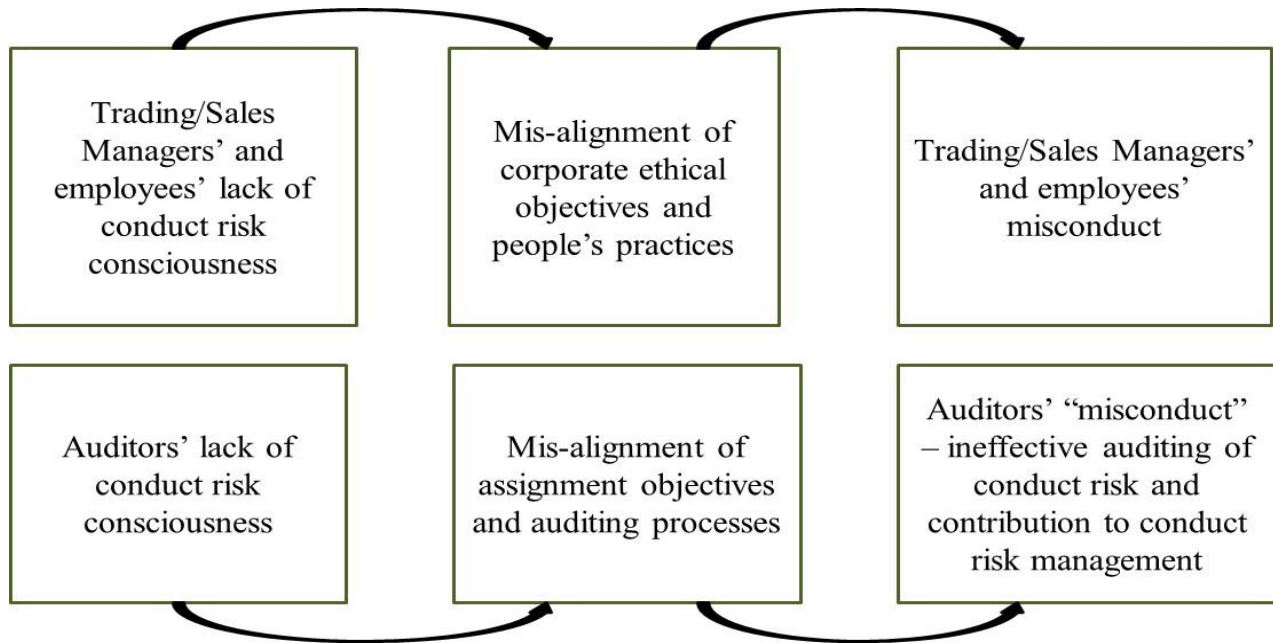 Trading/Sales
Managers’ and
employees’ lack of
conduct risk
consciousness
Mis-alignment of
corporate ethical
objectives and
people’s practices
Trading/Sales Managers’
and employees’
misconduct
Auditors’ lack of
conduct risk
consciousness
Mis-alignment of
assignment objectives
and auditing processes
Auditors’ “misconduct”
– ineffective auditing of
conduct risk and
contribution to conduct
risk management